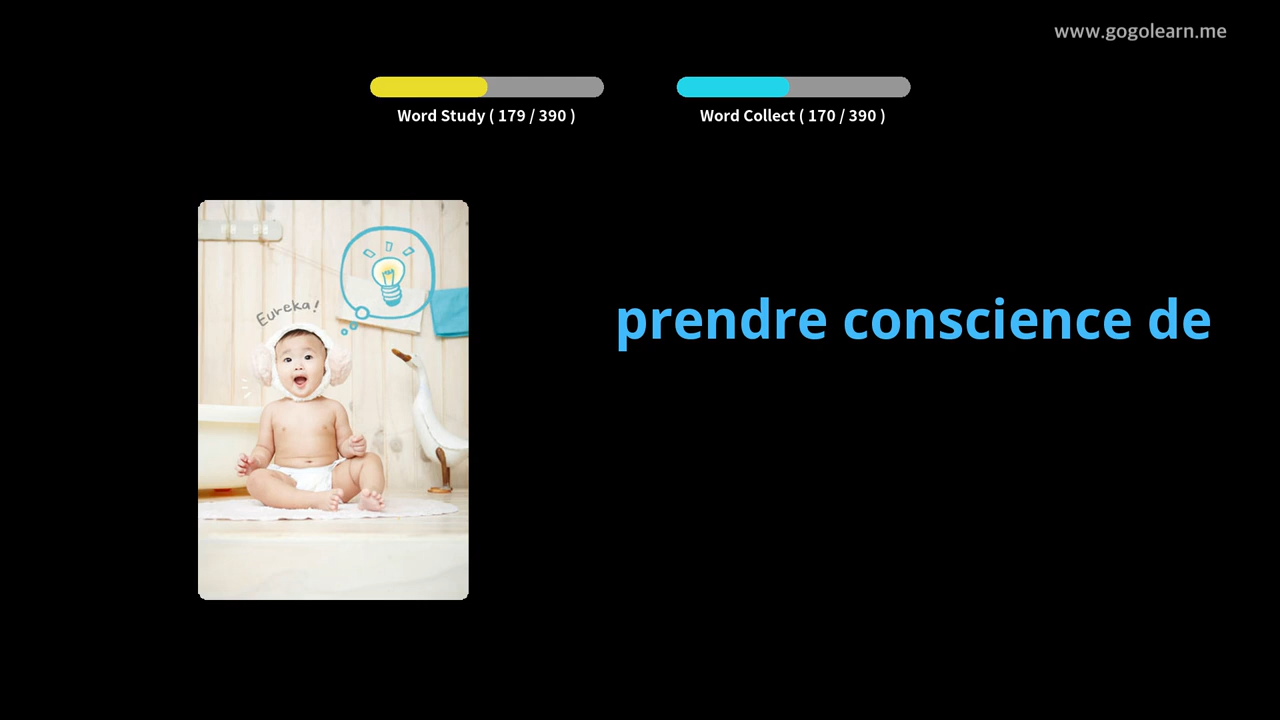 www.gogolearn.me
Word Study ( 179 / 390 )
Word Collect ( 170 / 390 )
Eureka!
prendre conscience de